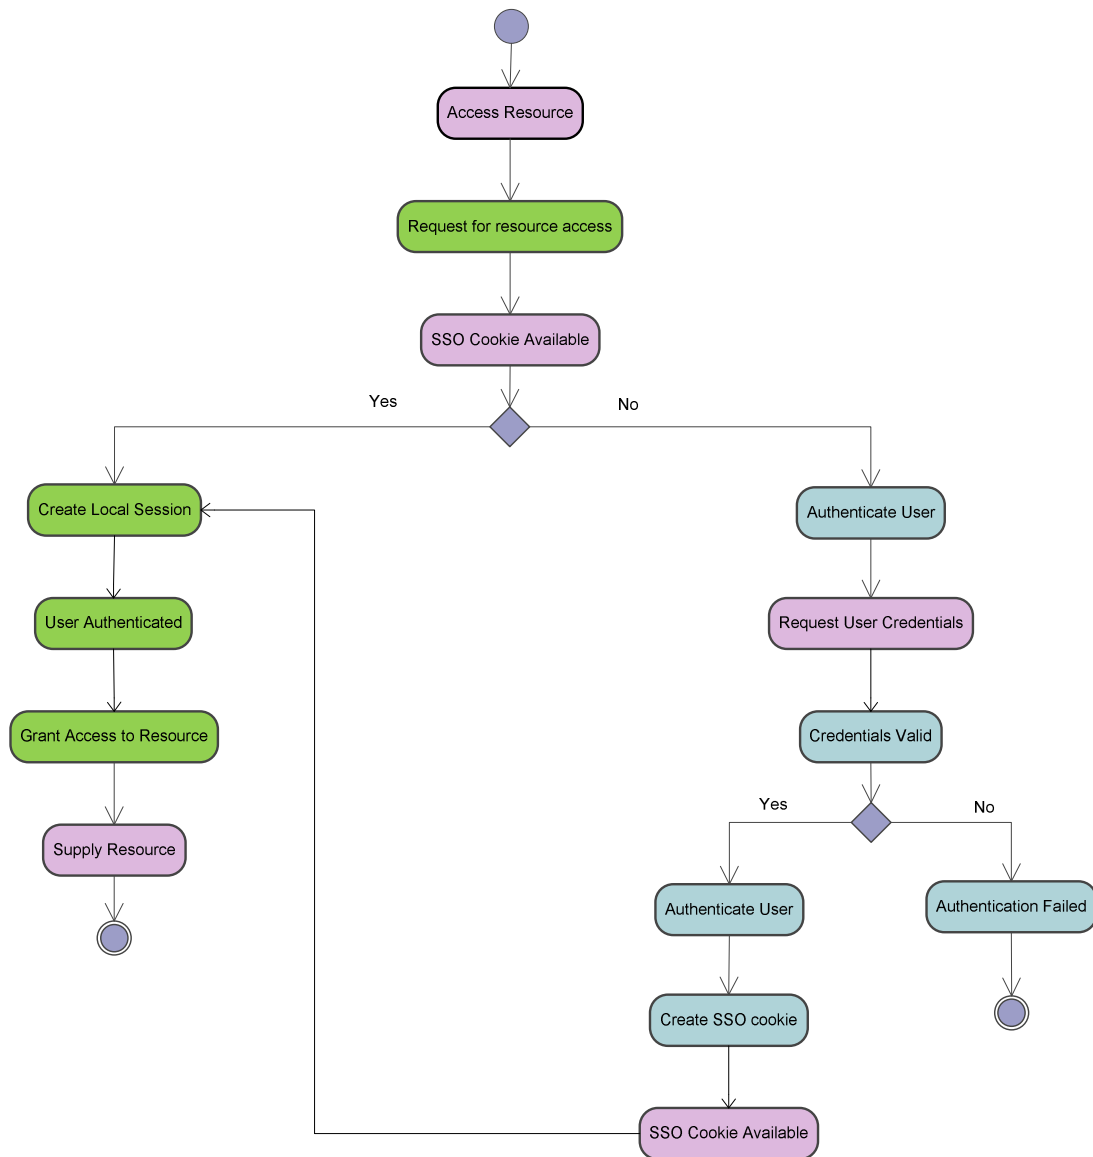 Access Resource
Request for resource access
SSO Cookie Available
Yes
No
Create Local Session
Authenticate User
User Authenticated
Request User Credentials
Grant Access to Resource
Credentials Valid
Yes
No
Supply Resource
Authenticate User
Authentication Failed
Create SSO cookie
SSO Cookie Available